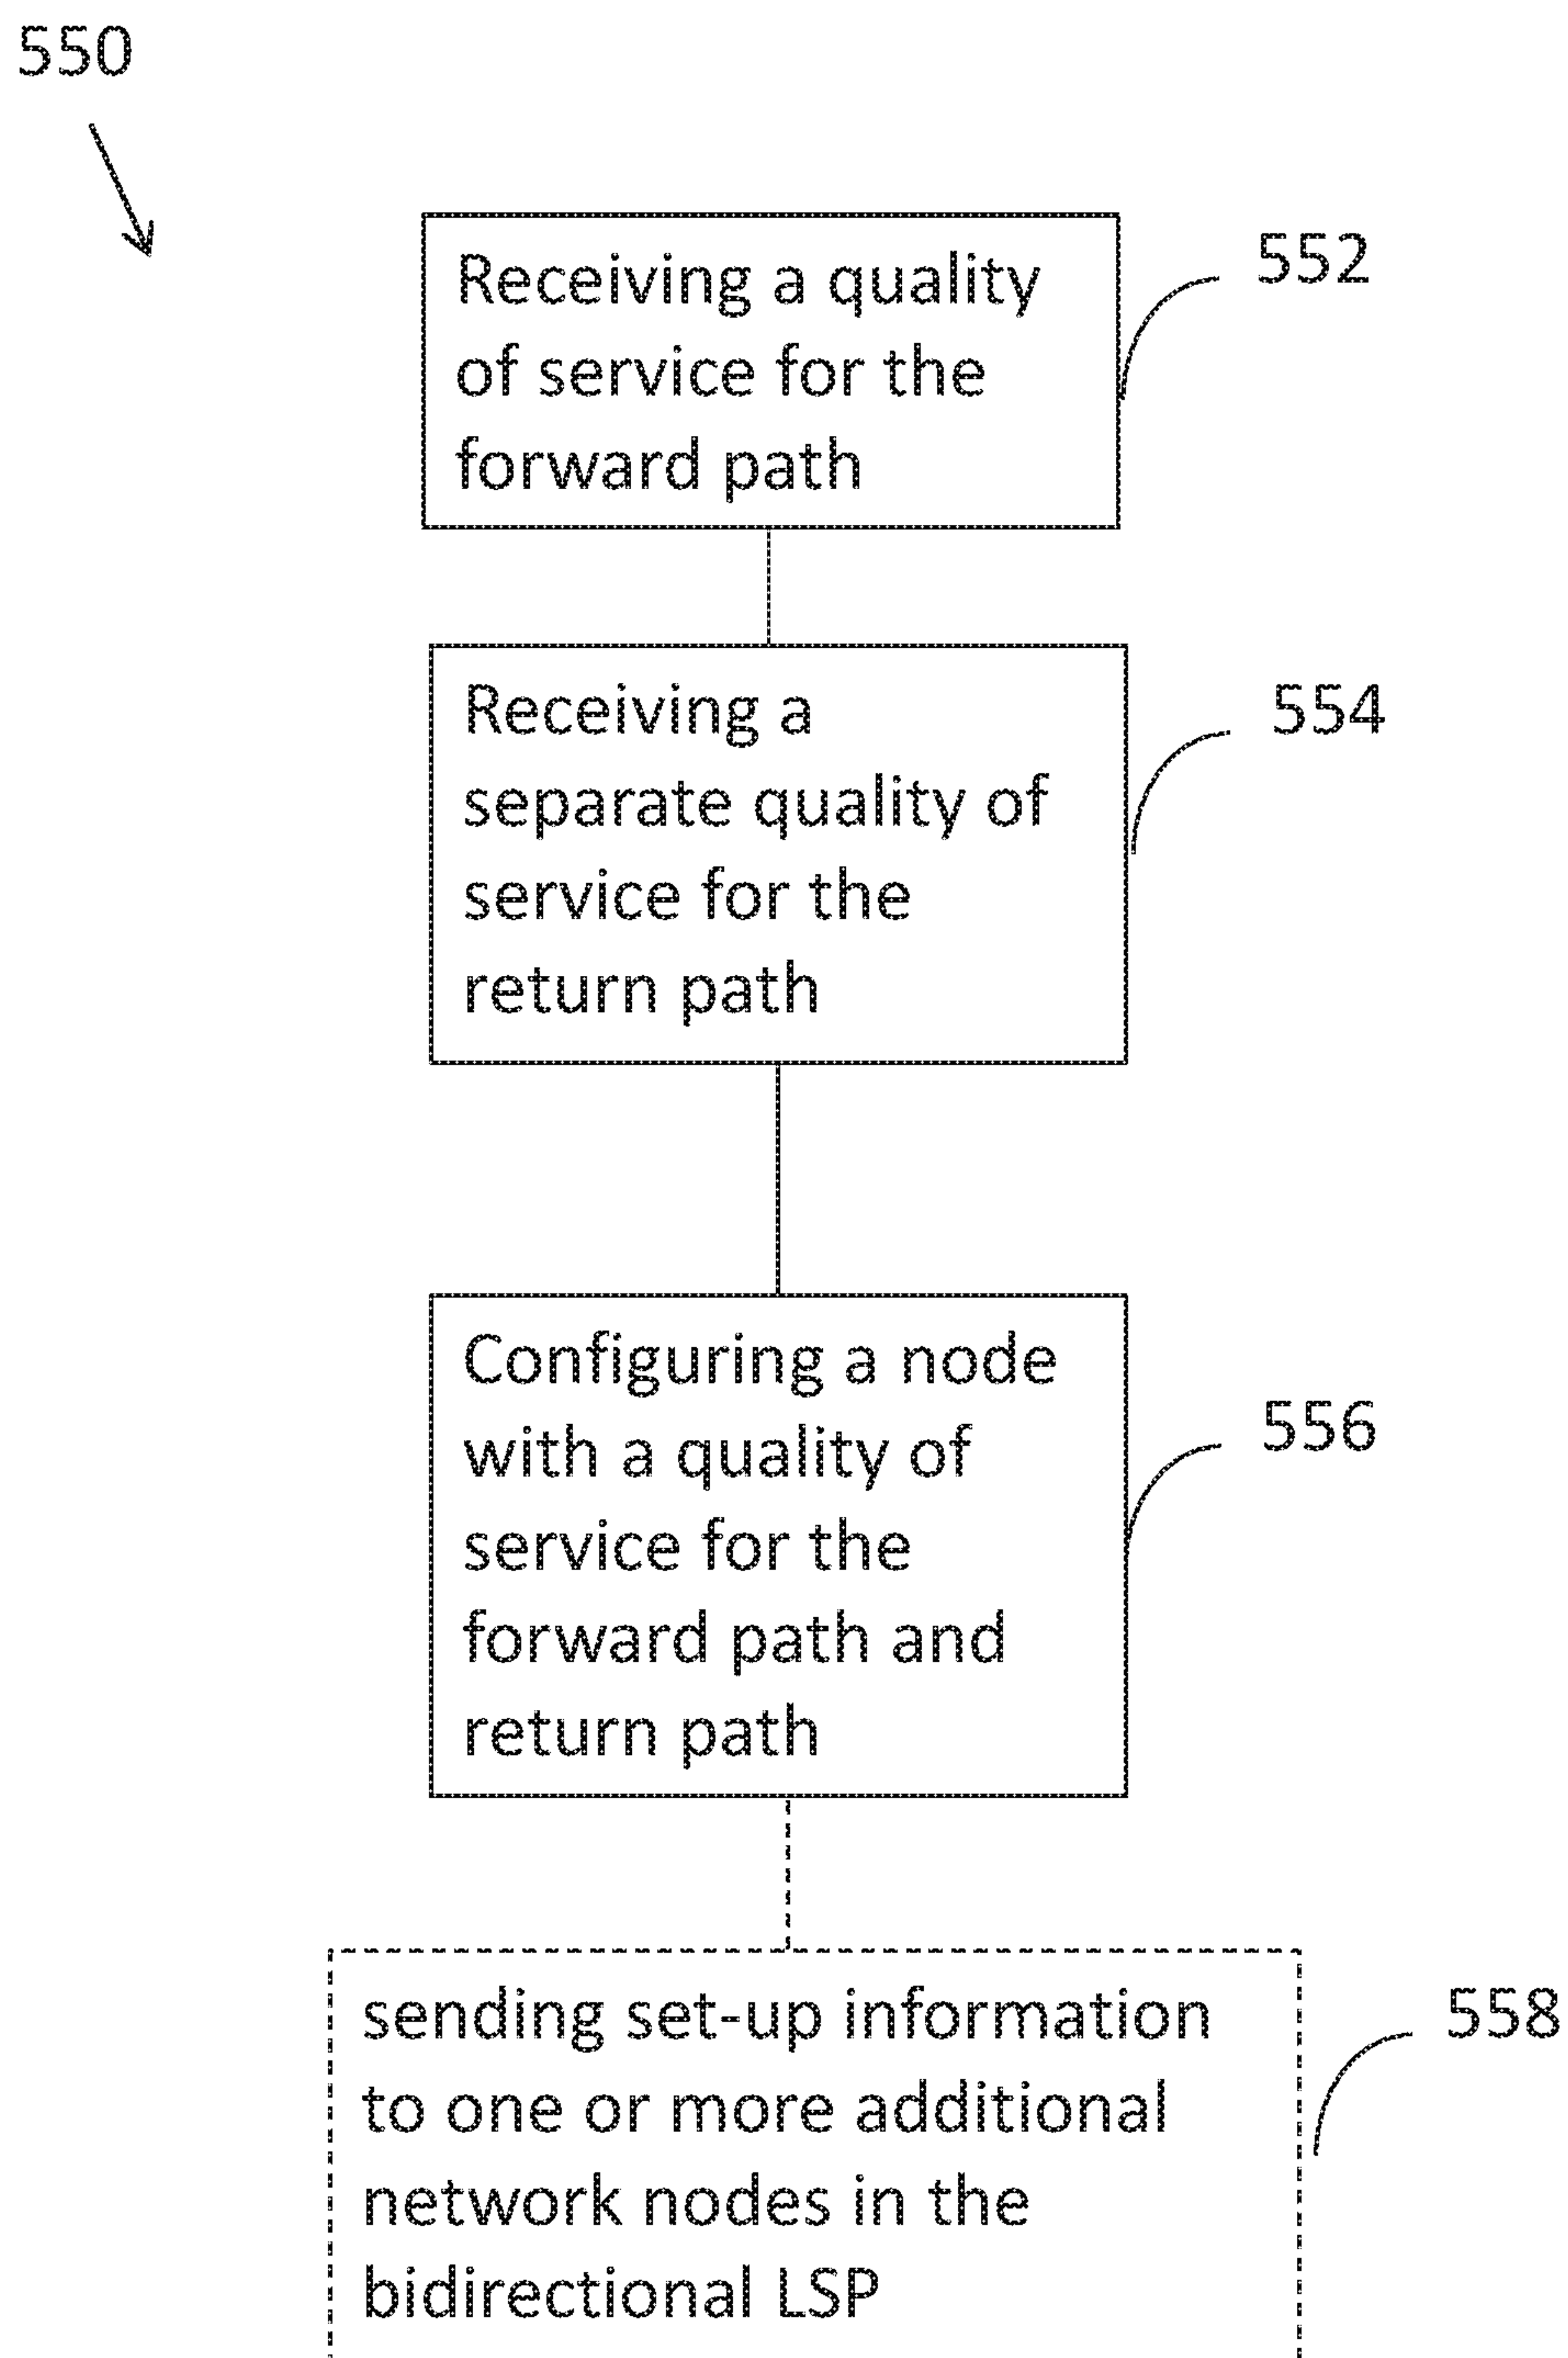 550
Receiving a quality
of service for the
forward path
552
Receiving a
separate quality of
service for the
return path
554
Configuring a node
with a quality of
service for the
forward path and
return path
556
sending set-up information
to one or more additional
network nodes in the
bidirectional LSP
558